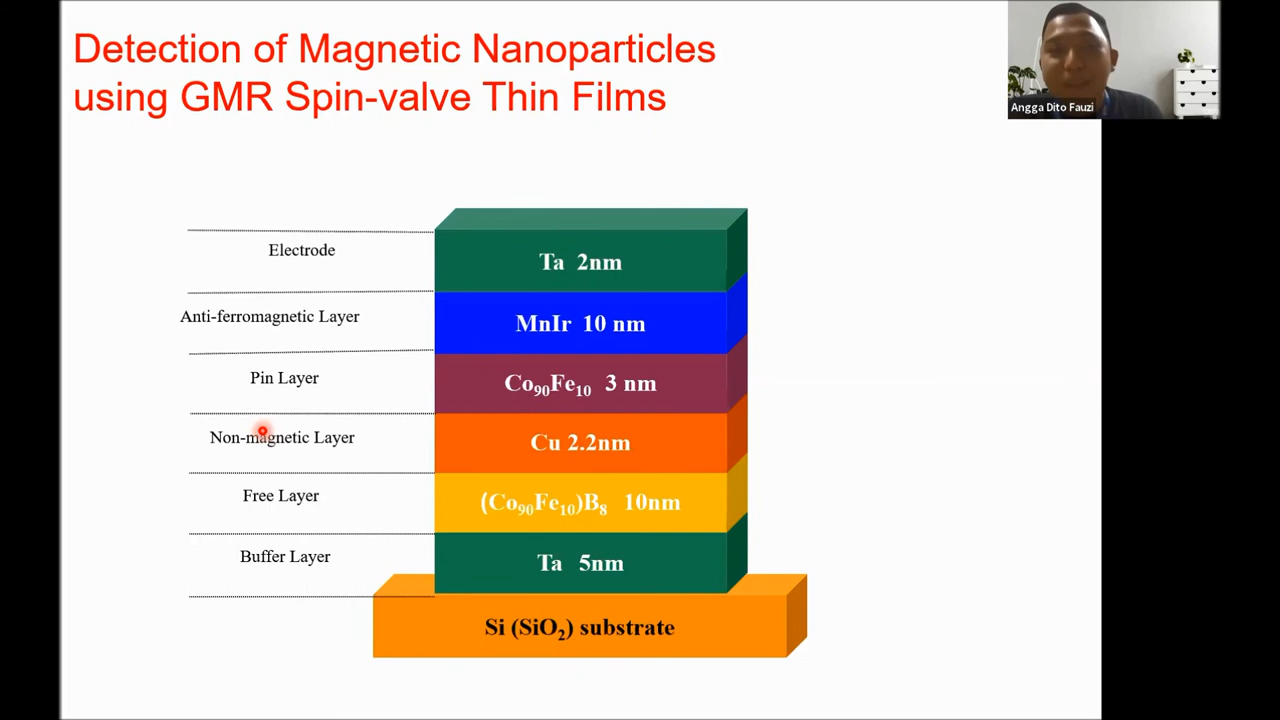 Detection of Magnetic Nanoparticles
using GMR Spin-valve Thin Films
Angga Dito Fauzi
Electrode
Ta 2nm
Anti-ferromagnetic Layer
MnIr 10 nm
Pin Layer
Co₉₀Fe₁₀ 3 nm
Non-magnetic Layer
Cu 2.2nm
Free Layer
(Co₉₀Fe₁₀)B₈ 10nm
Buffer Layer
Ta 5nm
Si (SiO₂) substrate